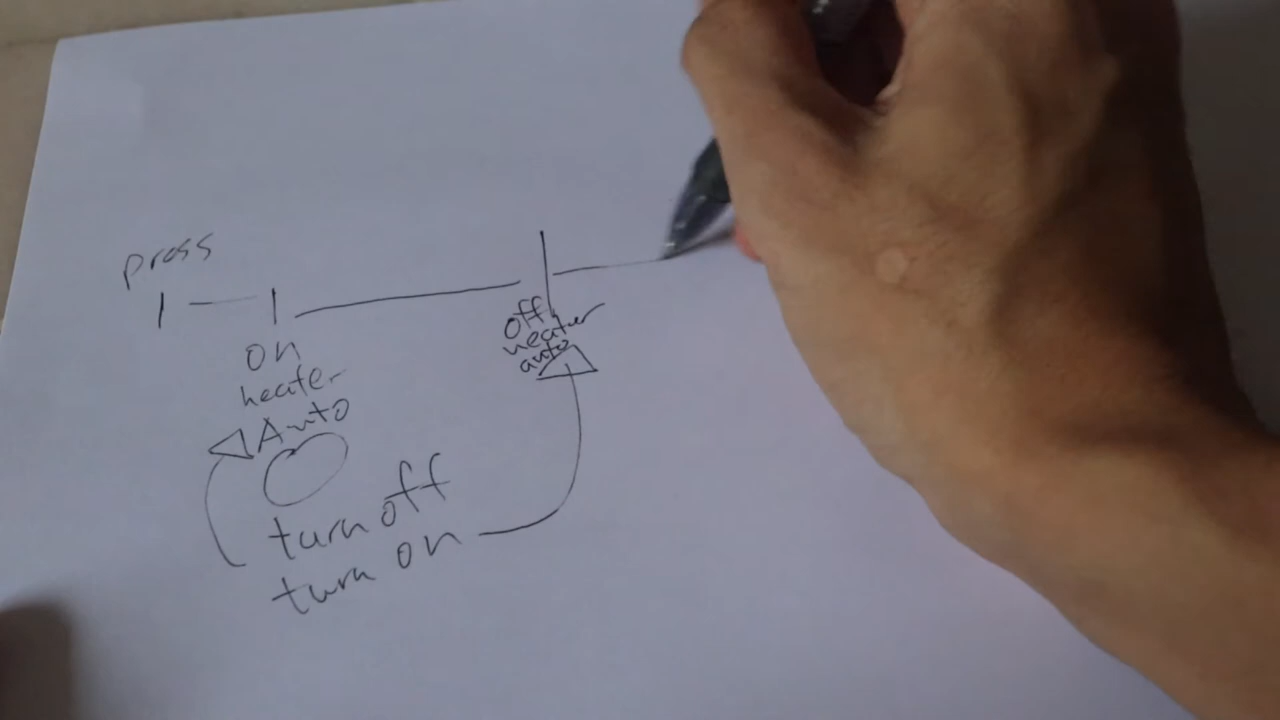 press
on
heater
Auto
off
heater
auto
turn off
turn on